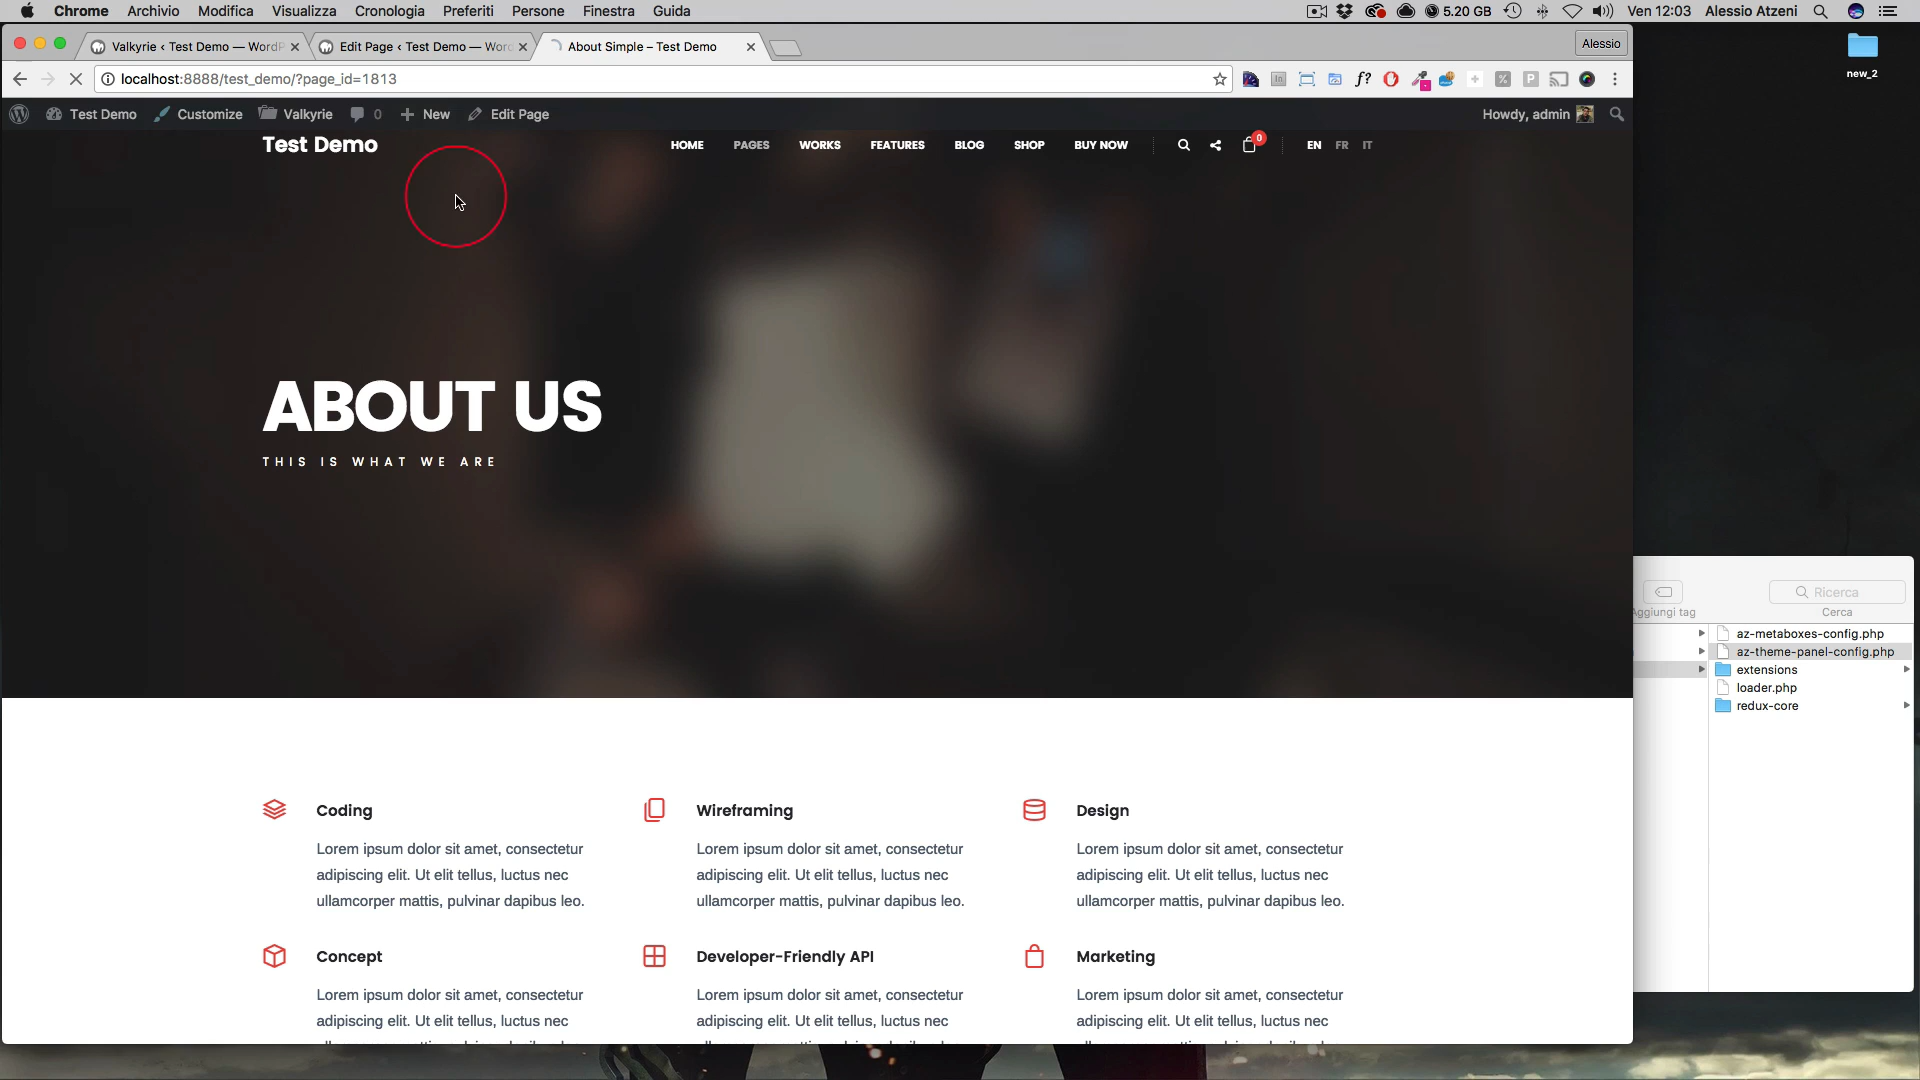 Chrome Archivio Modifica Visualizza Cronologia Preferiti Persone Finestra Guida 5.20 GB Ven 12:03 Alessio Atzeni
Valkyrie ‹ Test Demo — WordP Edit Page ‹ Test Demo — Word About Simple – Test Demo Alessio
localhost:8888/test_demo/?page_id=1813
new_2
Test Demo Customize Valkyrie 0 New Edit Page Howdy, admin
Test Demo HOME PAGES WORKS FEATURES BLOG SHOP BUY NOW 0 EN FR IT
ABOUT US
THIS IS WHAT WE ARE
Ricerca
Aggiungi tag Cerca
az-metaboxes-config.php
az-theme-panel-config.php
extensions
loader.php
redux-core
Coding
Lorem ipsum dolor sit amet, consectetur
adipiscing elit. Ut elit tellus, luctus nec
ullamcorper mattis, pulvinar dapibus leo.
Wireframing
Lorem ipsum dolor sit amet, consectetur
adipiscing elit. Ut elit tellus, luctus nec
ullamcorper mattis, pulvinar dapibus leo.
Design
Lorem ipsum dolor sit amet, consectetur
adipiscing elit. Ut elit tellus, luctus nec
ullamcorper mattis, pulvinar dapibus leo.
Concept
Lorem ipsum dolor sit amet, consectetur
adipiscing elit. Ut elit tellus, luctus nec
Developer-Friendly API
Lorem ipsum dolor sit amet, consectetur
adipiscing elit. Ut elit tellus, luctus nec
Marketing
Lorem ipsum dolor sit amet, consectetur
adipiscing elit. Ut elit tellus, luctus nec